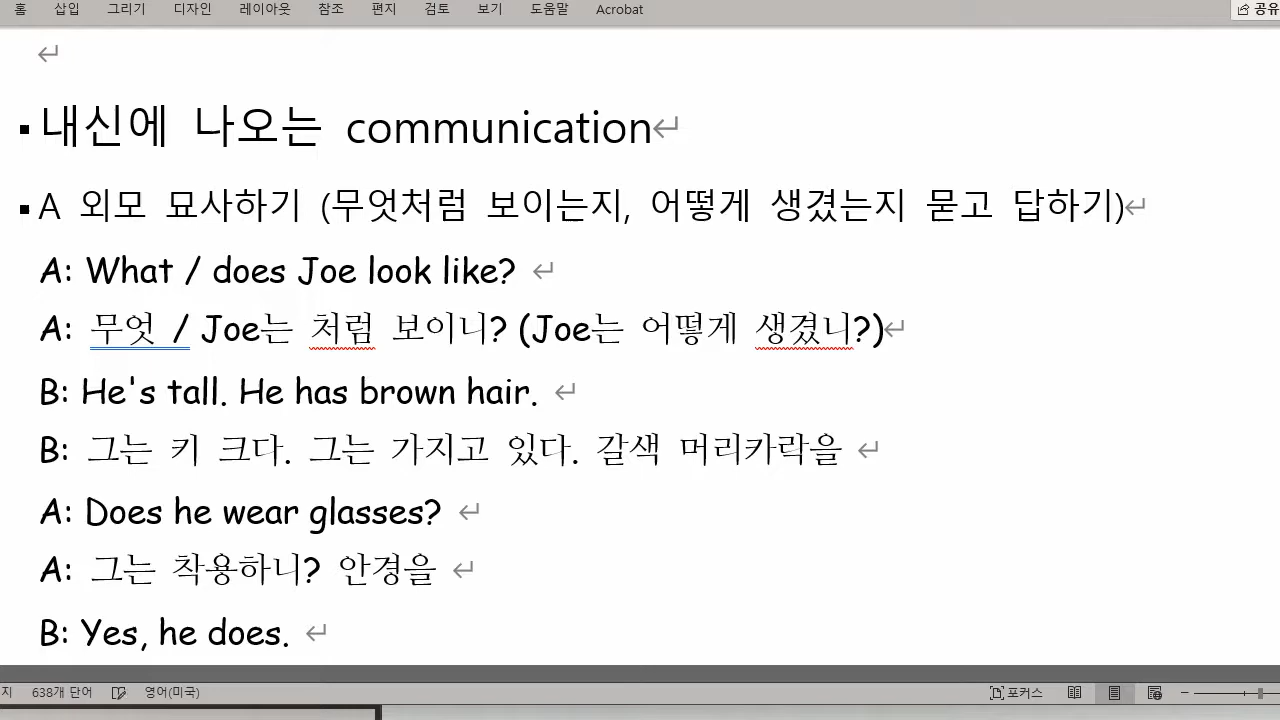 홈 삽입 그리기 디자인 레이아웃 참조 편지 검토 보기 도움말 Acrobat 공유
▪ 내신에 나오는 communication↵
▪ A 외모 묘사하기 (무엇처럼 보이는지, 어떻게 생겼는지 묻고 답하기)↵
A: What / does Joe look like? ↵
A: 무엇 / Joe는 처럼 보이니? (Joe는 어떻게 생겼니?)↵
B: He's tall. He has brown hair. ↵
B: 그는 키 크다. 그는 가지고 있다. 갈색 머리카락을 ↵
A: Does he wear glasses? ↵
A: 그는 착용하니? 안경을 ↵
B: Yes, he does. ↵
지 638개 단어 영어(미국) 포커스